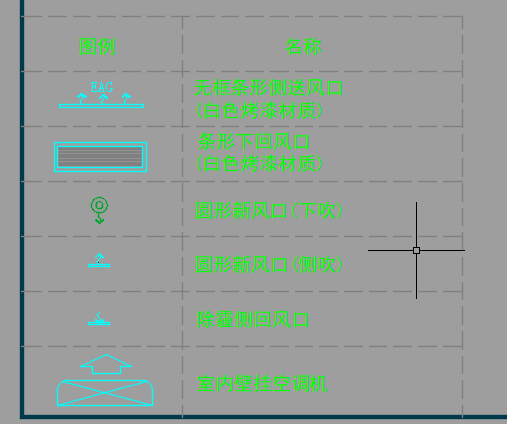 图例
名称
EAG
无框条形侧送风口
(白色烤漆材质)
条形下回风口
(白色烤漆材质)
圆形新风口(下吹)
圆形新风口(侧吹)
除霾侧回风口
室内壁挂空调机